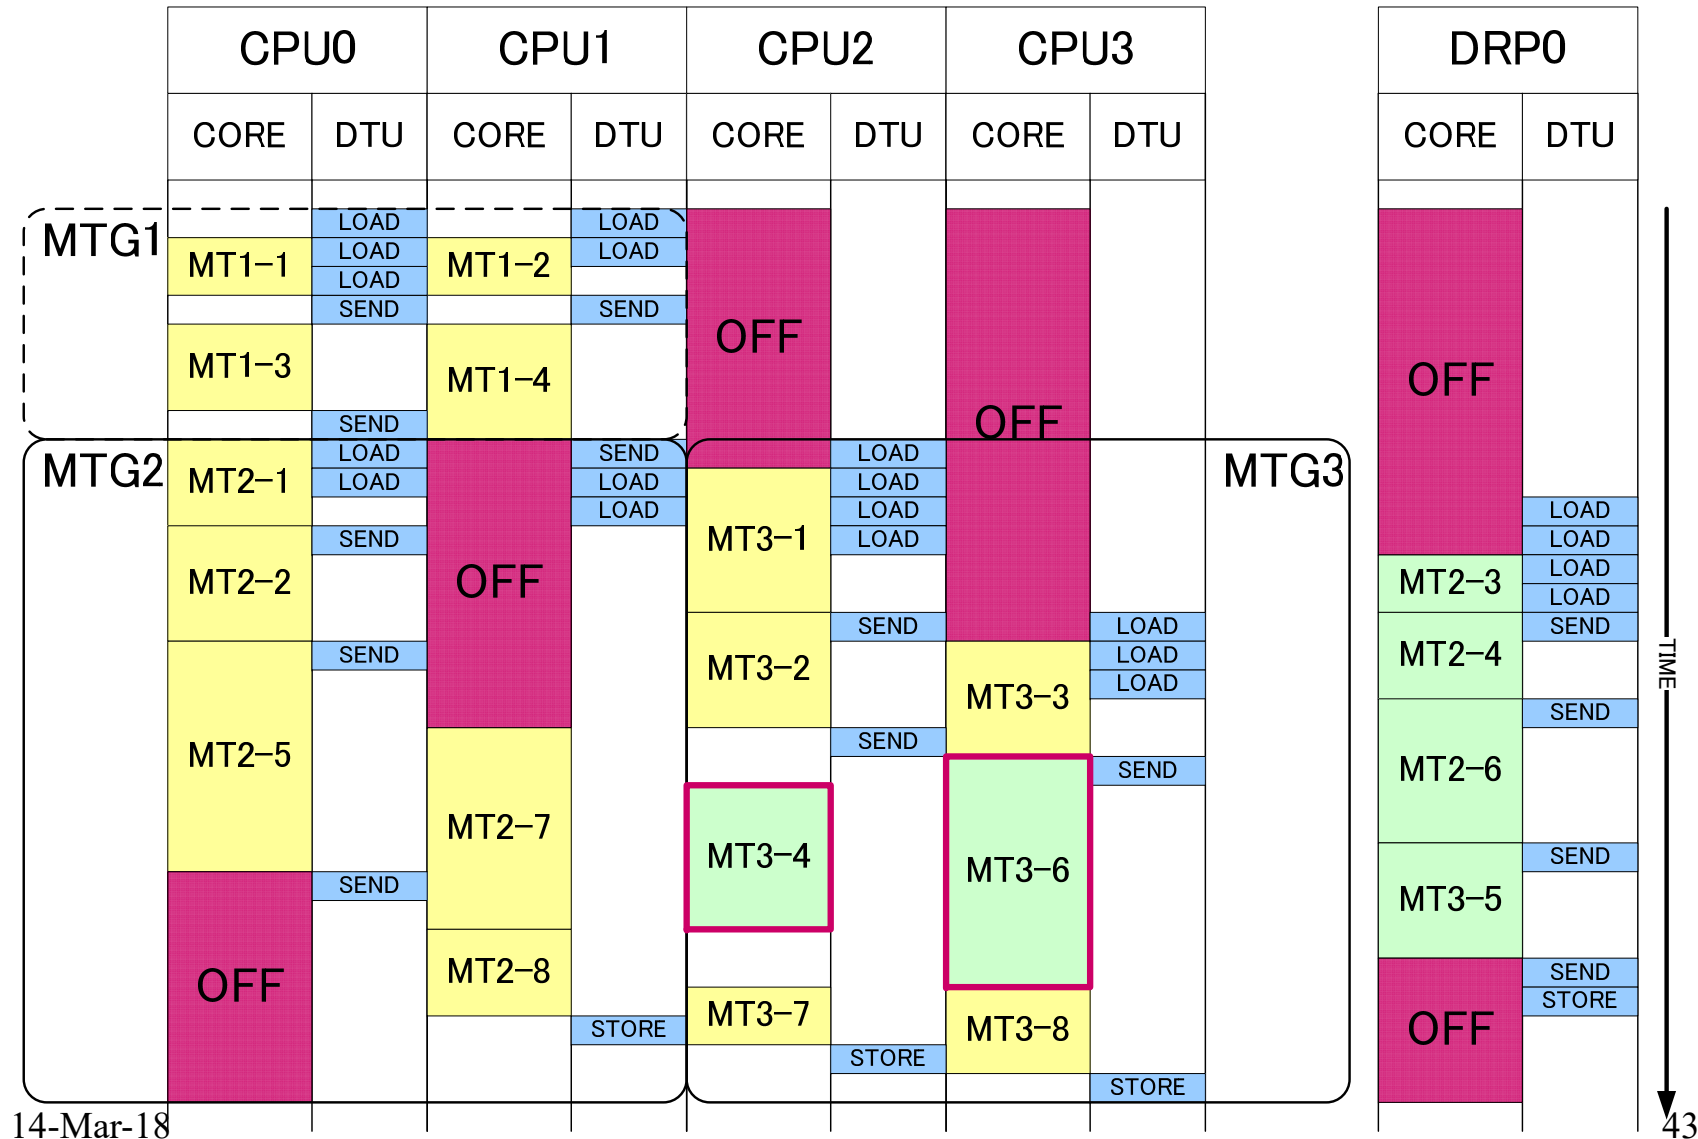 CPU0 CPU1 CPU2 CPU3 DRP0
CORE DTU CORE DTU CORE DTU CORE DTU CORE DTU
LOAD LOAD
MTG1
LOAD LOAD
MT1-1 MT1-2
LOAD
SEND SEND
OFF
MT1-3
MT1-4 OFF
OFF
SEND
LOAD SEND LOAD
MTG2 MTG3
MT2-1 LOAD LOAD LOAD
LOAD LOAD LOAD
SEND MT3-1 LOAD LOAD
LOAD
MT2-2 OFF MT2-3
LOAD
SEND LOAD SEND
SEND LOAD MT2-4
TIME
MT3-2 LOAD
MT3-3
SEND
SEND
MT2-5 SEND MT2-6
MT2-7
MT3-4 SEND
MT3-6
SEND MT3-5
MT2-8 SEND
OFF
STORE
MT3-7
STORE MT3-8 OFF
STORE
STORE
14-Mar-18 43